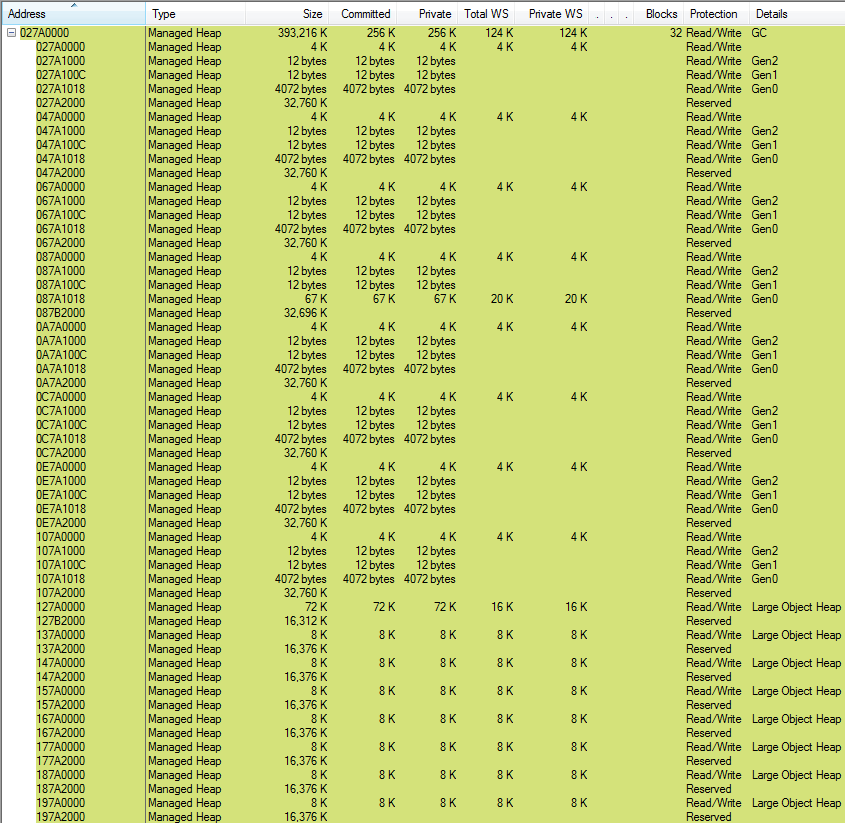 Address Type Size Committed Private Total WS Private WS . . . Blocks Protection Details
027A0000 Managed Heap 393,216 K 256 K 256 K 124 K 124 K 32 Read/Write GC
027A0000 Managed Heap 4 K 4 K 4 K 4 K 4 K Read/Write
027A1000 Managed Heap 12 bytes 12 bytes 12 bytes Read/Write Gen2
027A100C Managed Heap 12 bytes 12 bytes 12 bytes Read/Write Gen1
027A1018 Managed Heap 4072 bytes 4072 bytes 4072 bytes Read/Write Gen0
027A2000 Managed Heap 32,760 K Reserved
047A0000 Managed Heap 4 K 4 K 4 K 4 K 4 K Read/Write
047A1000 Managed Heap 12 bytes 12 bytes 12 bytes Read/Write Gen2
047A100C Managed Heap 12 bytes 12 bytes 12 bytes Read/Write Gen1
047A1018 Managed Heap 4072 bytes 4072 bytes 4072 bytes Read/Write Gen0
047A2000 Managed Heap 32,760 K Reserved
067A0000 Managed Heap 4 K 4 K 4 K 4 K 4 K Read/Write
067A1000 Managed Heap 12 bytes 12 bytes 12 bytes Read/Write Gen2
067A100C Managed Heap 12 bytes 12 bytes 12 bytes Read/Write Gen1
067A1018 Managed Heap 4072 bytes 4072 bytes 4072 bytes Read/Write Gen0
067A2000 Managed Heap 32,760 K Reserved
087A0000 Managed Heap 4 K 4 K 4 K 4 K 4 K Read/Write
087A1000 Managed Heap 12 bytes 12 bytes 12 bytes Read/Write Gen2
087A100C Managed Heap 12 bytes 12 bytes 12 bytes Read/Write Gen1
087A1018 Managed Heap 67 K 67 K 67 K 20 K 20 K Read/Write Gen0
087B2000 Managed Heap 32,696 K Reserved
0A7A0000 Managed Heap 4 K 4 K 4 K 4 K 4 K Read/Write
0A7A1000 Managed Heap 12 bytes 12 bytes 12 bytes Read/Write Gen2
0A7A100C Managed Heap 12 bytes 12 bytes 12 bytes Read/Write Gen1
0A7A1018 Managed Heap 4072 bytes 4072 bytes 4072 bytes Read/Write Gen0
0A7A2000 Managed Heap 32,760 K Reserved
0C7A0000 Managed Heap 4 K 4 K 4 K 4 K 4 K Read/Write
0C7A1000 Managed Heap 12 bytes 12 bytes 12 bytes Read/Write Gen2
0C7A100C Managed Heap 12 bytes 12 bytes 12 bytes Read/Write Gen1
0C7A1018 Managed Heap 4072 bytes 4072 bytes 4072 bytes Read/Write Gen0
0C7A2000 Managed Heap 32,760 K Reserved
0E7A0000 Managed Heap 4 K 4 K 4 K 4 K 4 K Read/Write
0E7A1000 Managed Heap 12 bytes 12 bytes 12 bytes Read/Write Gen2
0E7A100C Managed Heap 12 bytes 12 bytes 12 bytes Read/Write Gen1
0E7A1018 Managed Heap 4072 bytes 4072 bytes 4072 bytes Read/Write Gen0
0E7A2000 Managed Heap 32,760 K Reserved
107A0000 Managed Heap 4 K 4 K 4 K 4 K 4 K Read/Write
107A1000 Managed Heap 12 bytes 12 bytes 12 bytes Read/Write Gen2
107A100C Managed Heap 12 bytes 12 bytes 12 bytes Read/Write Gen1
107A1018 Managed Heap 4072 bytes 4072 bytes 4072 bytes Read/Write Gen0
107A2000 Managed Heap 32,760 K Reserved
127A0000 Managed Heap 72 K 72 K 72 K 16 K 16 K Read/Write Large Object Heap
127B2000 Managed Heap 16,312 K Reserved
137A0000 Managed Heap 8 K 8 K 8 K 8 K 8 K Read/Write Large Object Heap
137A2000 Managed Heap 16,376 K Reserved
147A0000 Managed Heap 8 K 8 K 8 K 8 K 8 K Read/Write Large Object Heap
147A2000 Managed Heap 16,376 K Reserved
157A0000 Managed Heap 8 K 8 K 8 K 8 K 8 K Read/Write Large Object Heap
157A2000 Managed Heap 16,376 K Reserved
167A0000 Managed Heap 8 K 8 K 8 K 8 K 8 K Read/Write Large Object Heap
167A2000 Managed Heap 16,376 K Reserved
177A0000 Managed Heap 8 K 8 K 8 K 8 K 8 K Read/Write Large Object Heap
177A2000 Managed Heap 16,376 K Reserved
187A0000 Managed Heap 8 K 8 K 8 K 8 K 8 K Read/Write Large Object Heap
187A2000 Managed Heap 16,376 K Reserved
197A0000 Managed Heap 8 K 8 K 8 K 8 K 8 K Read/Write Large Object Heap
197A2000 Managed Heap 16,376 K Reserved